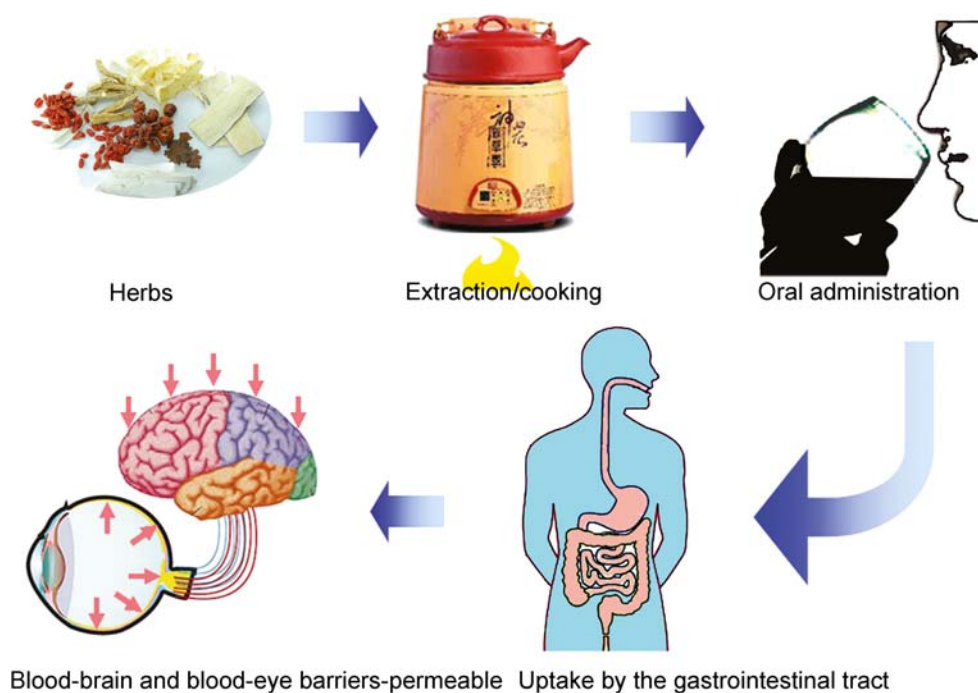 Herbs
Extraction/cooking
Oral administration
Blood-brain and blood-eye barriers-permeable
Uptake by the gastrointestinal tract